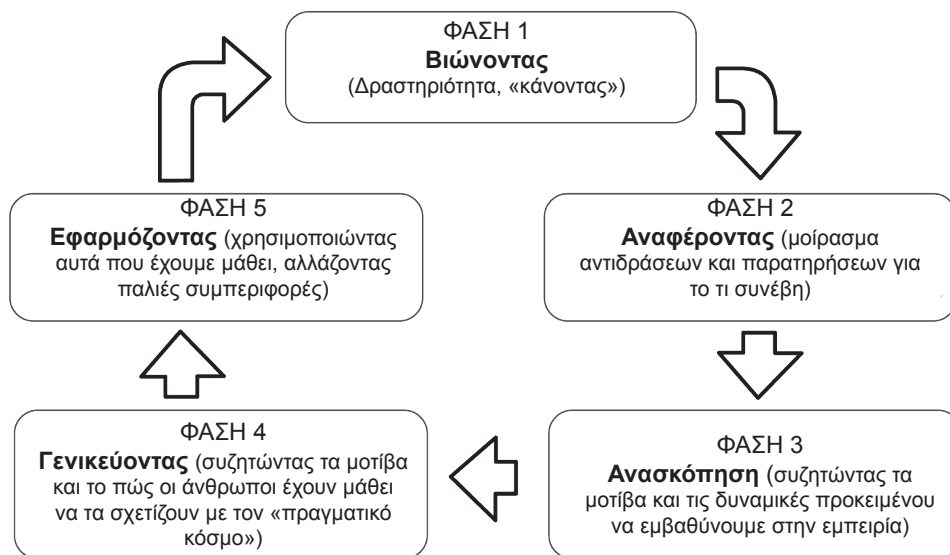 ΦΑΣΗ 1
Βιώνοντας
(Δραστηριότητα, «κάνοντας»)
ΦΑΣΗ 2
Αναφέροντας (μοίρασμα
αντιδράσεων και παρατηρήσεων για
το τι συνέβη)
ΦΑΣΗ 3
Ανασκόπηση (συζητώντας τα
μοτίβα και τις δυναμικές προκειμένου
να εμβαθύνουμε στην εμπειρία)
ΦΑΣΗ 4
Γενικεύοντας (συζητώντας τα μοτίβα
και το πώς οι άνθρωποι έχουν μάθει
να τα σχετίζουν με τον «πραγματικό
κόσμο»)
ΦΑΣΗ 5
Εφαρμόζοντας (χρησιμοποιώντας
αυτά που έχουμε μάθει, αλλάζοντας
παλιές συμπεριφορές)